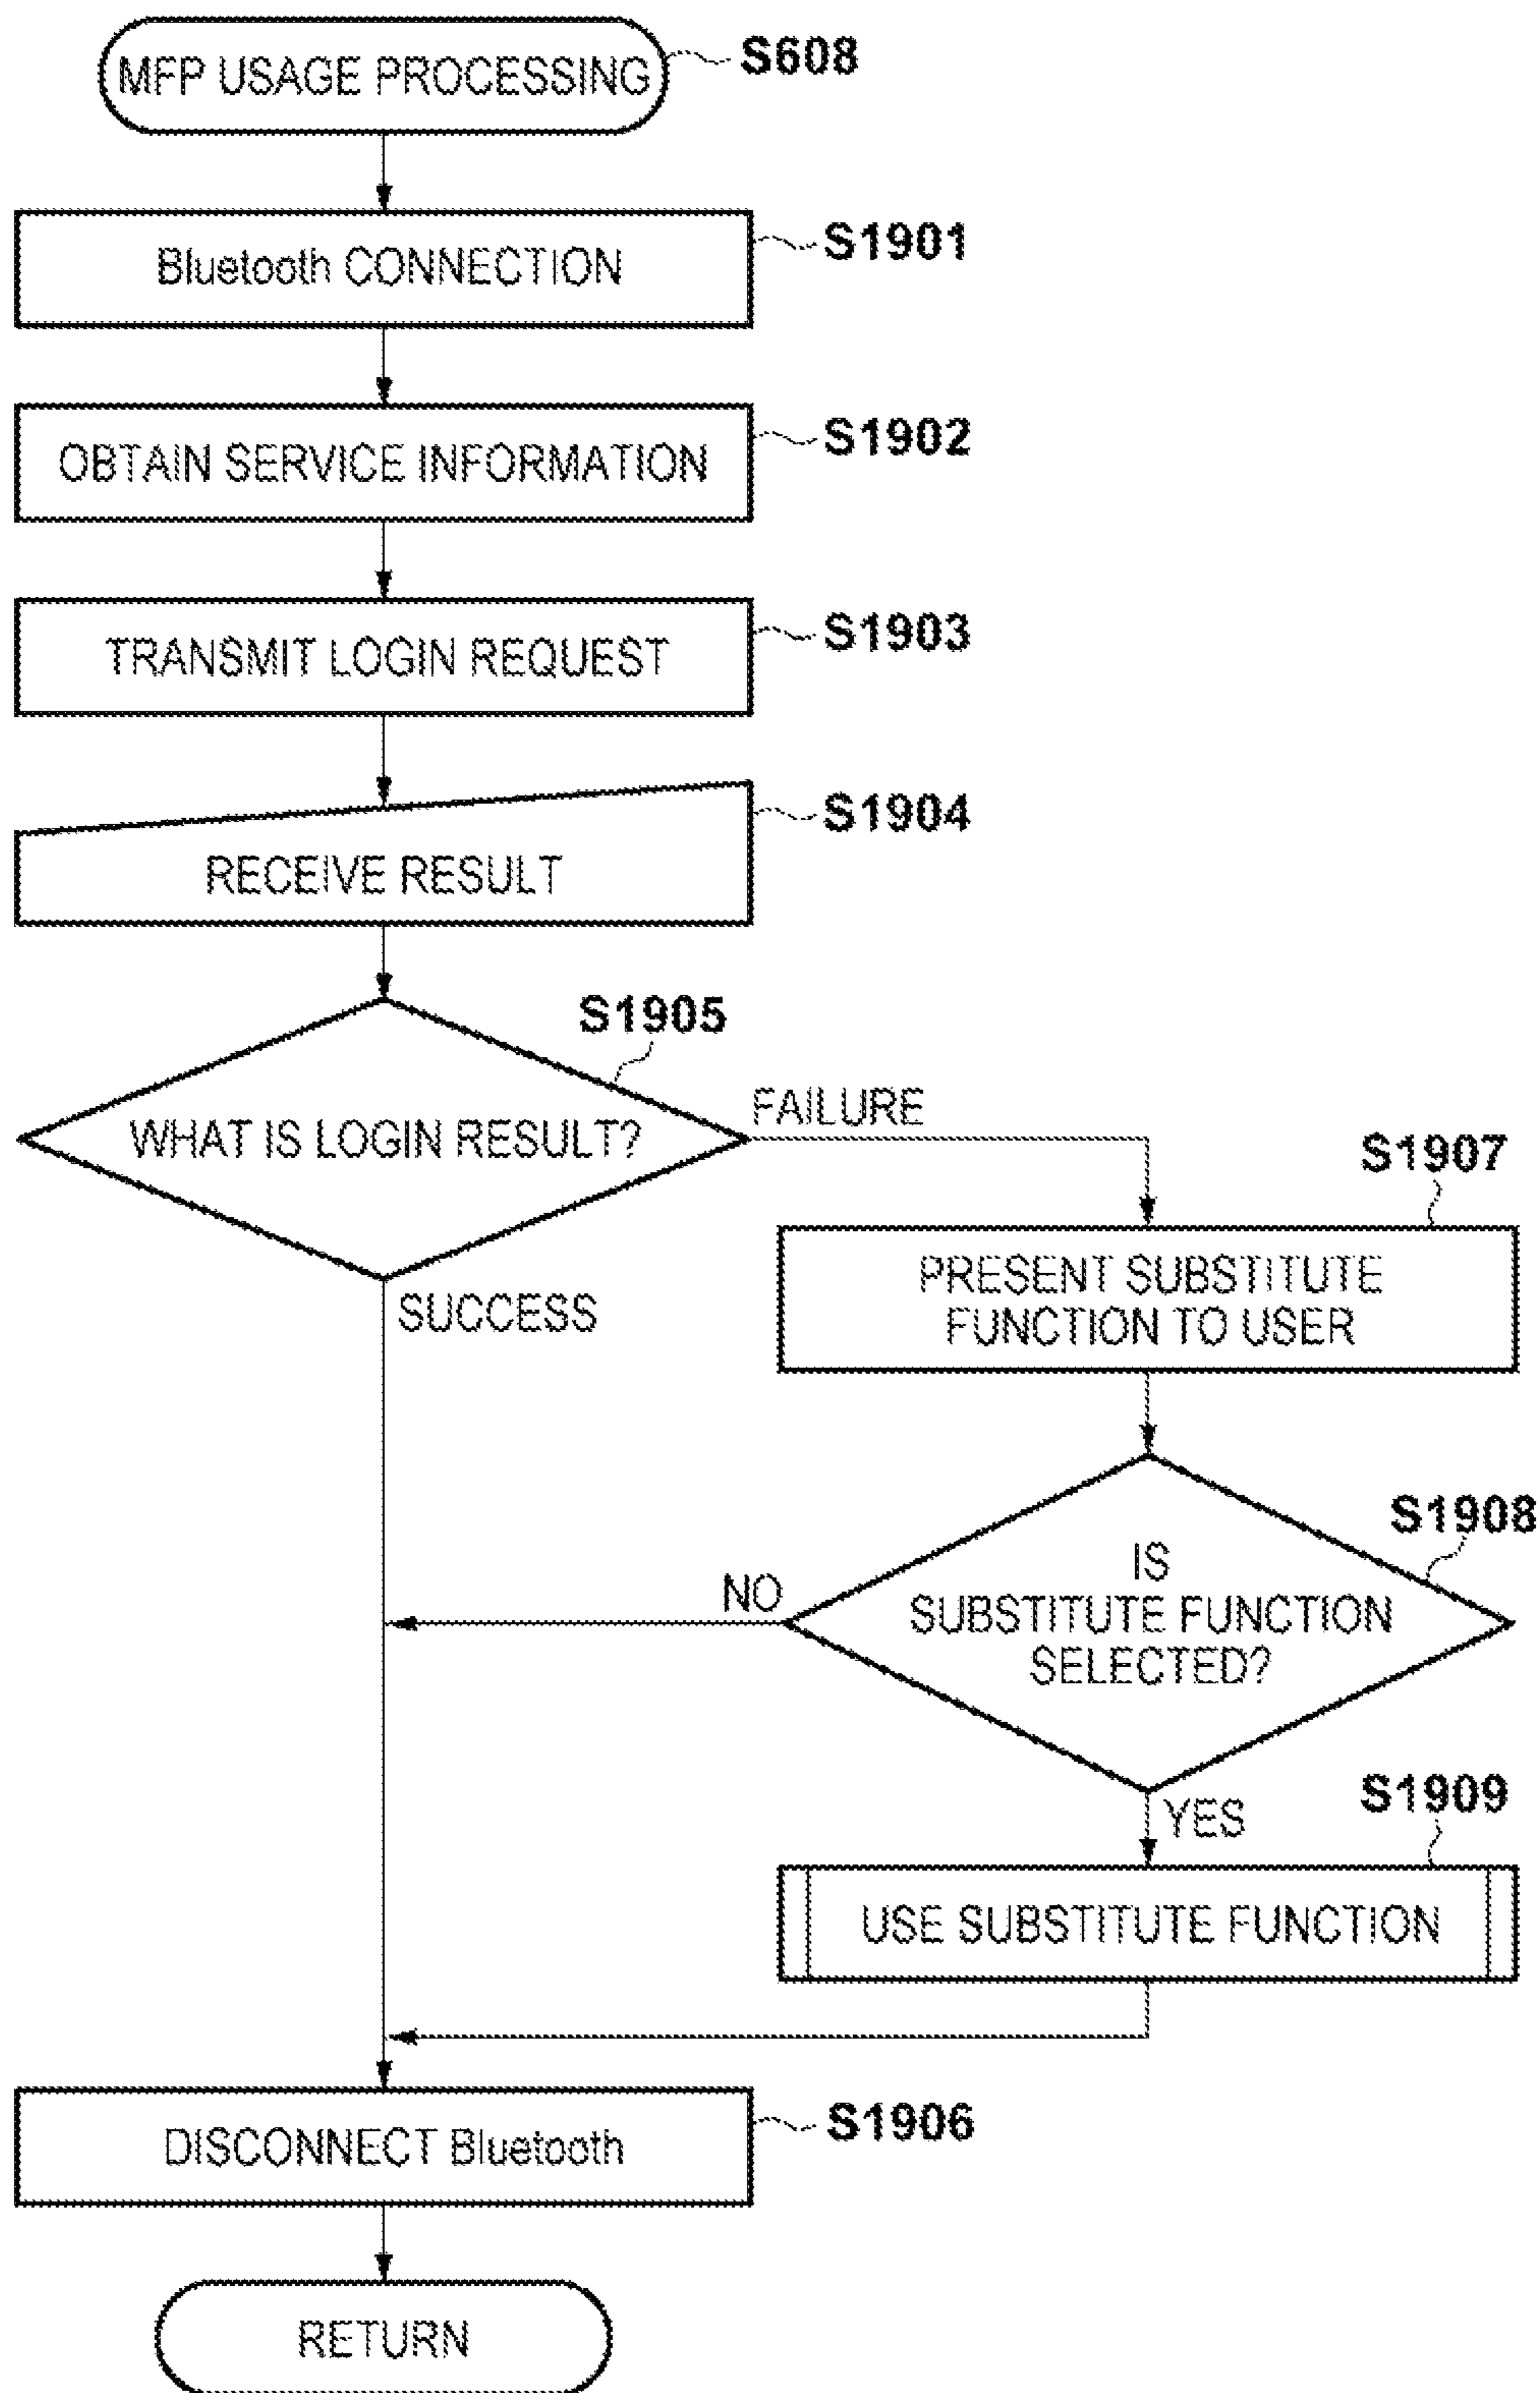 MFP USAGE PROCESSING
S608
Bluetooth CONNECTION
S1901
OBTAIN SERVICE INFORMATION
S1902
TRANSMIT LOGIN REQUEST
S1903
RECEIVE RESULT
S1904
S1905
WHAT IS LOGIN RESULT?
FAILURE
SUCCESS
S1907
PRESENT SUBSTITUTE
FUNCTION TO USER
S1908
IS
SUBSTITUTE FUNCTION
SELECTED?
NO
YES
S1909
USE SUBSTITUTE FUNCTION
DISCONNECT Bluetooth
S1906
RETURN